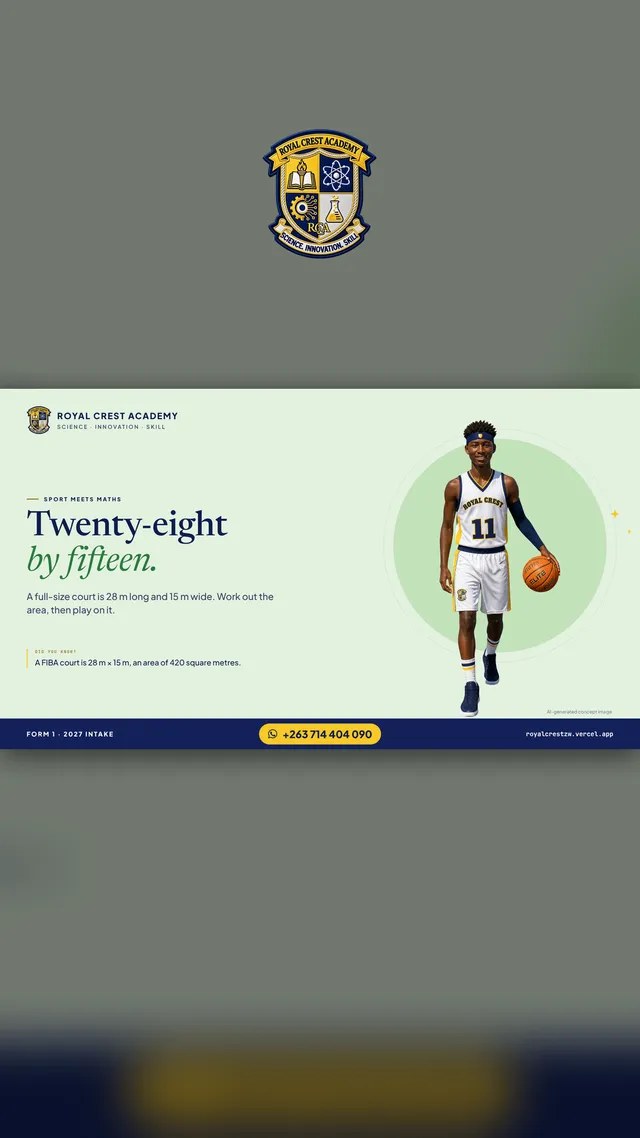 ROYAL CREST ACADEMY
RCA
SCIENCE. INNOVATION. SKILL
ROYAL CREST ACADEMY
SCIENCE · INNOVATION · SKILL
SPORT MEETS MATHS
Twenty-eight
by fifteen.
A full-size court is 28 m long and 15 m wide. Work out the
area, then play on it.
DID YOU KNOW?
A FIBA court is 28 m × 15 m, an area of 420 square metres.
ROYAL CREST
11
ELITE
AI-generated concept image
FORM 1 · 2027 INTAKE
+263 714 404 090
royalcrestzw.vercel.app